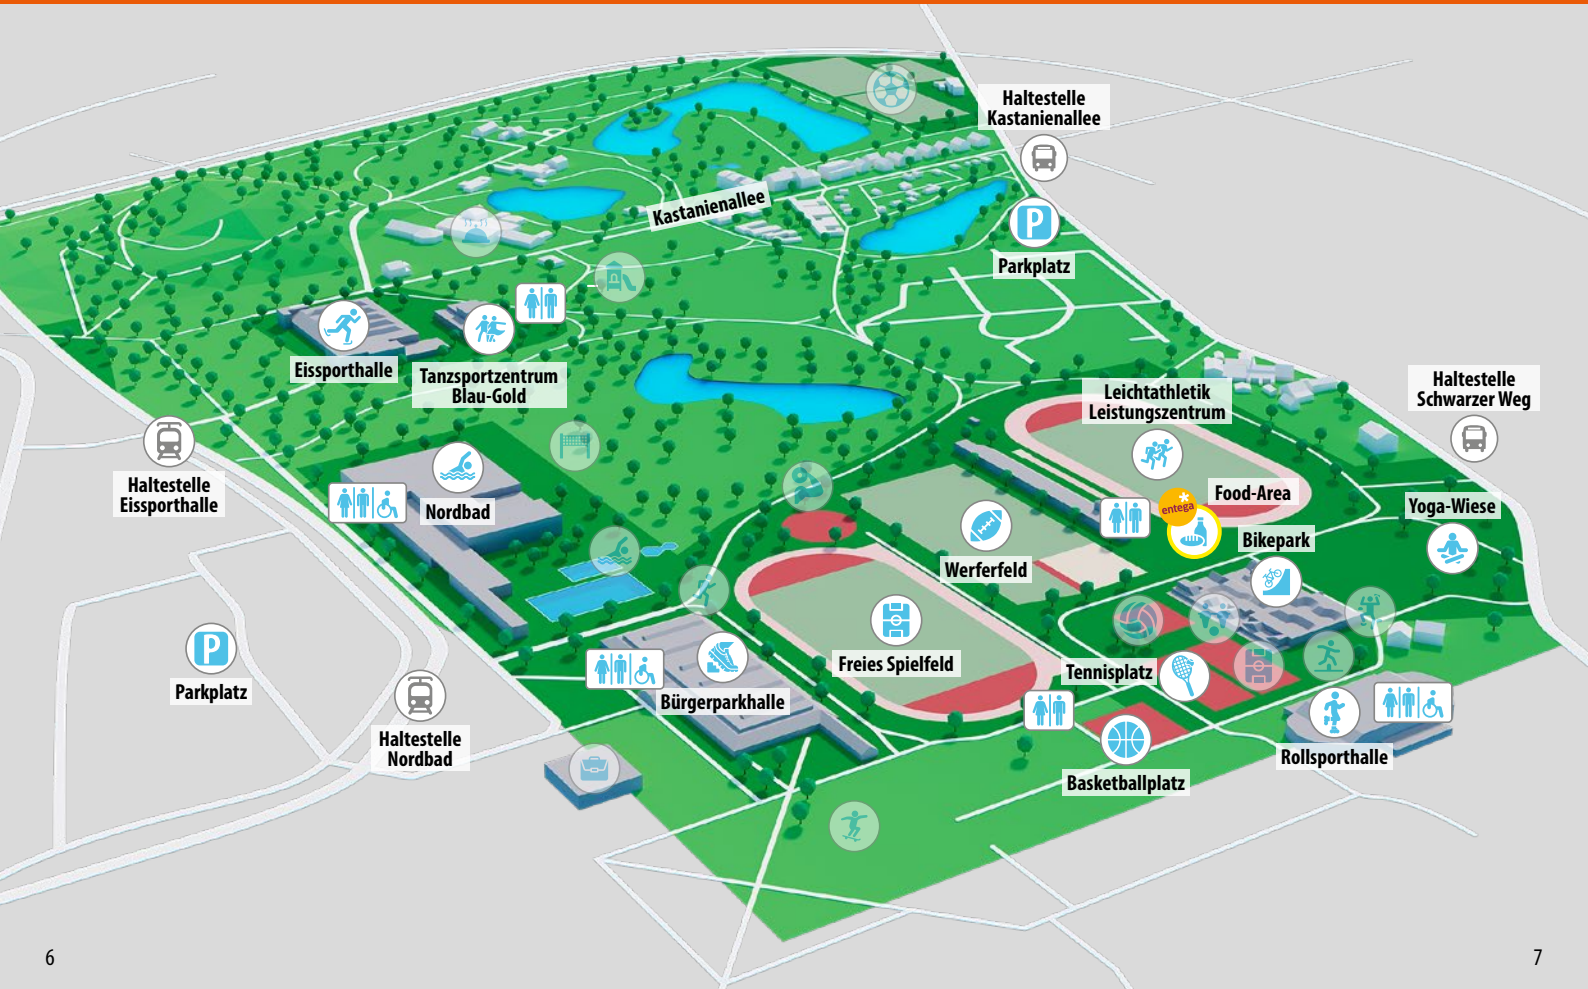 Haltestelle
Kastanienallee
Kastanienallee
P
Parkplatz
Eissporthalle
Tanzsportzentrum
Blau-Gold
Leichtathletik
Leistungszentrum
Haltestelle
Schwarzer Weg
Haltestelle
Eissporthalle
Nordbad
entega
Food-Area
Yoga-Wiese
Bikepark
Werferfeld
P
Parkplatz
Freies Spielfeld
Tennisplatz
Bürgerparkhalle
Haltestelle
Nordbad
Rollsporthalle
Basketballplatz
6
7